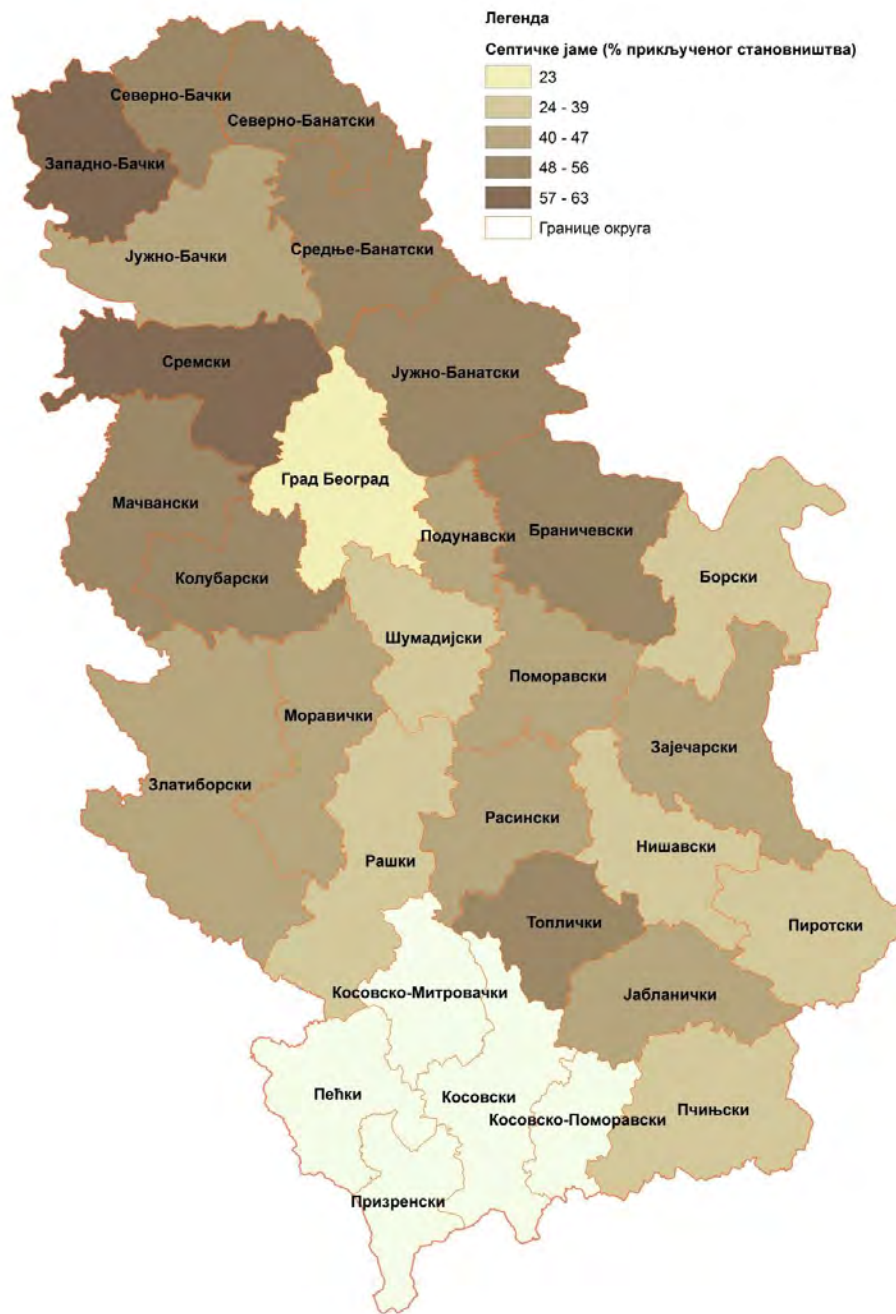 Легенда
Септичке јаме (% прикљученог становништва)
23
24 - 39
40 - 47
48 - 56
57 - 63
Границе округа
Северно-Бачки
Северно-Банатски
Западно-Бачки
Јужно-Бачки
Средње-Банатски
Сремски
Јужно-Банатски
Град Београд
Мачвански
Подунавски
Браничевски
Колубарски
Борски
Шумадијски
Поморавски
Моравички
Зајечарски
Златиборски
Расински
Нишавски
Рашки
Топлички
Пиротски
Косовско-Митровачки
Јабланички
Пећки
Косовски
Косовско-Поморавски
Пчињски
Призренски